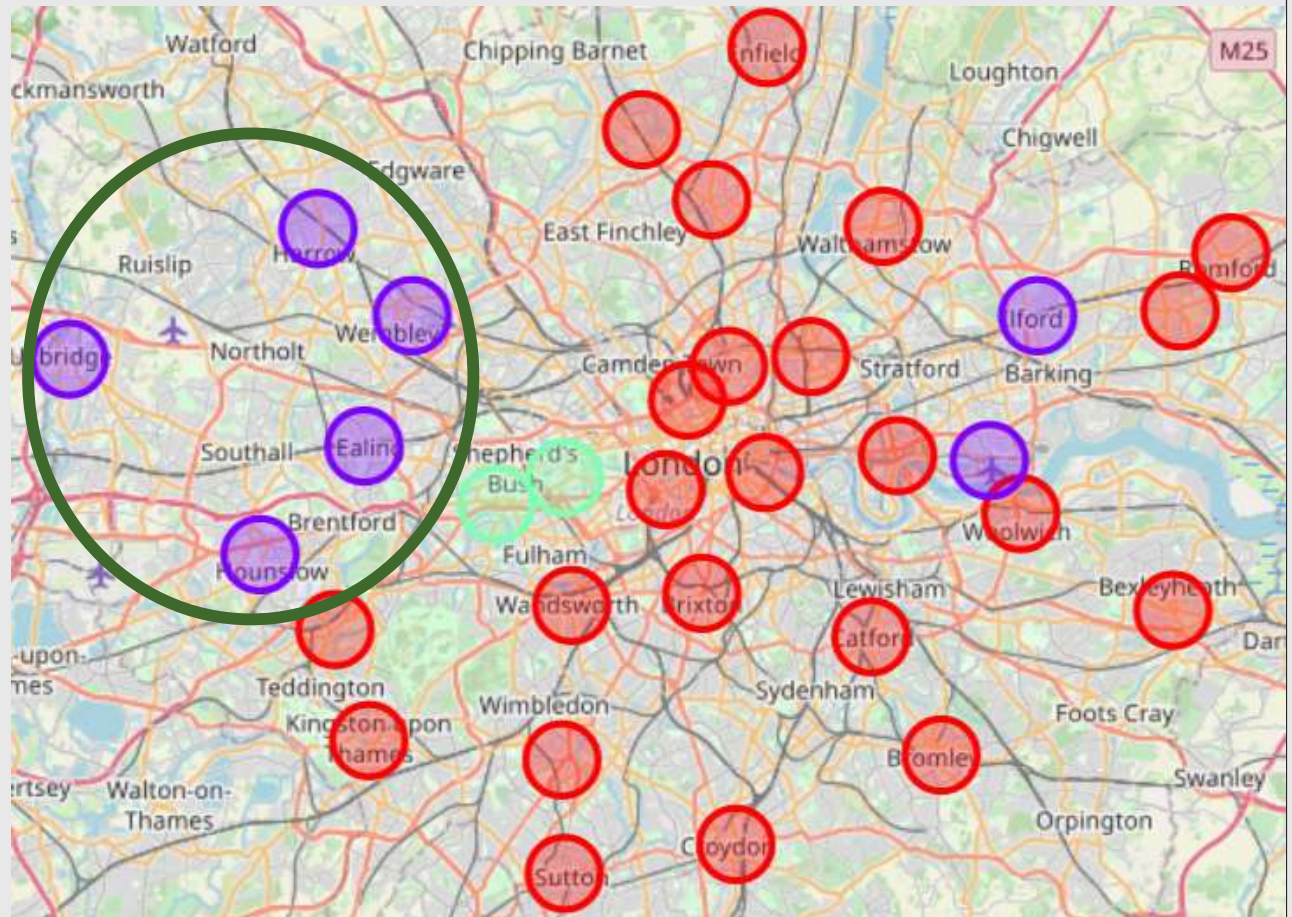 Watford
Chipping Barnet
Enfield
M25
Loughton
ckmansworth
Chigwell
Edgware
Harrow
East Finchley
Walthamstow
s
Ruislip
Romford
Ilford
Wembley
Uxbridge
Northolt
Camden Town
Stratford
Barking
Southall
Ealing
Shepherd's
Bush
London
London
Brentford
Woolwich
Fulham
Hounslow
Lewisham
Bexleyheath
Wandsworth
Brixton
Catford
Dar
-upon-
mes
Teddington
Sydenham
Wimbledon
Foots Cray
Kingston upon
Thames
Bromley
Swanley
ertsey
Walton-on-
Thames
Orpington
Croydon
Sutton